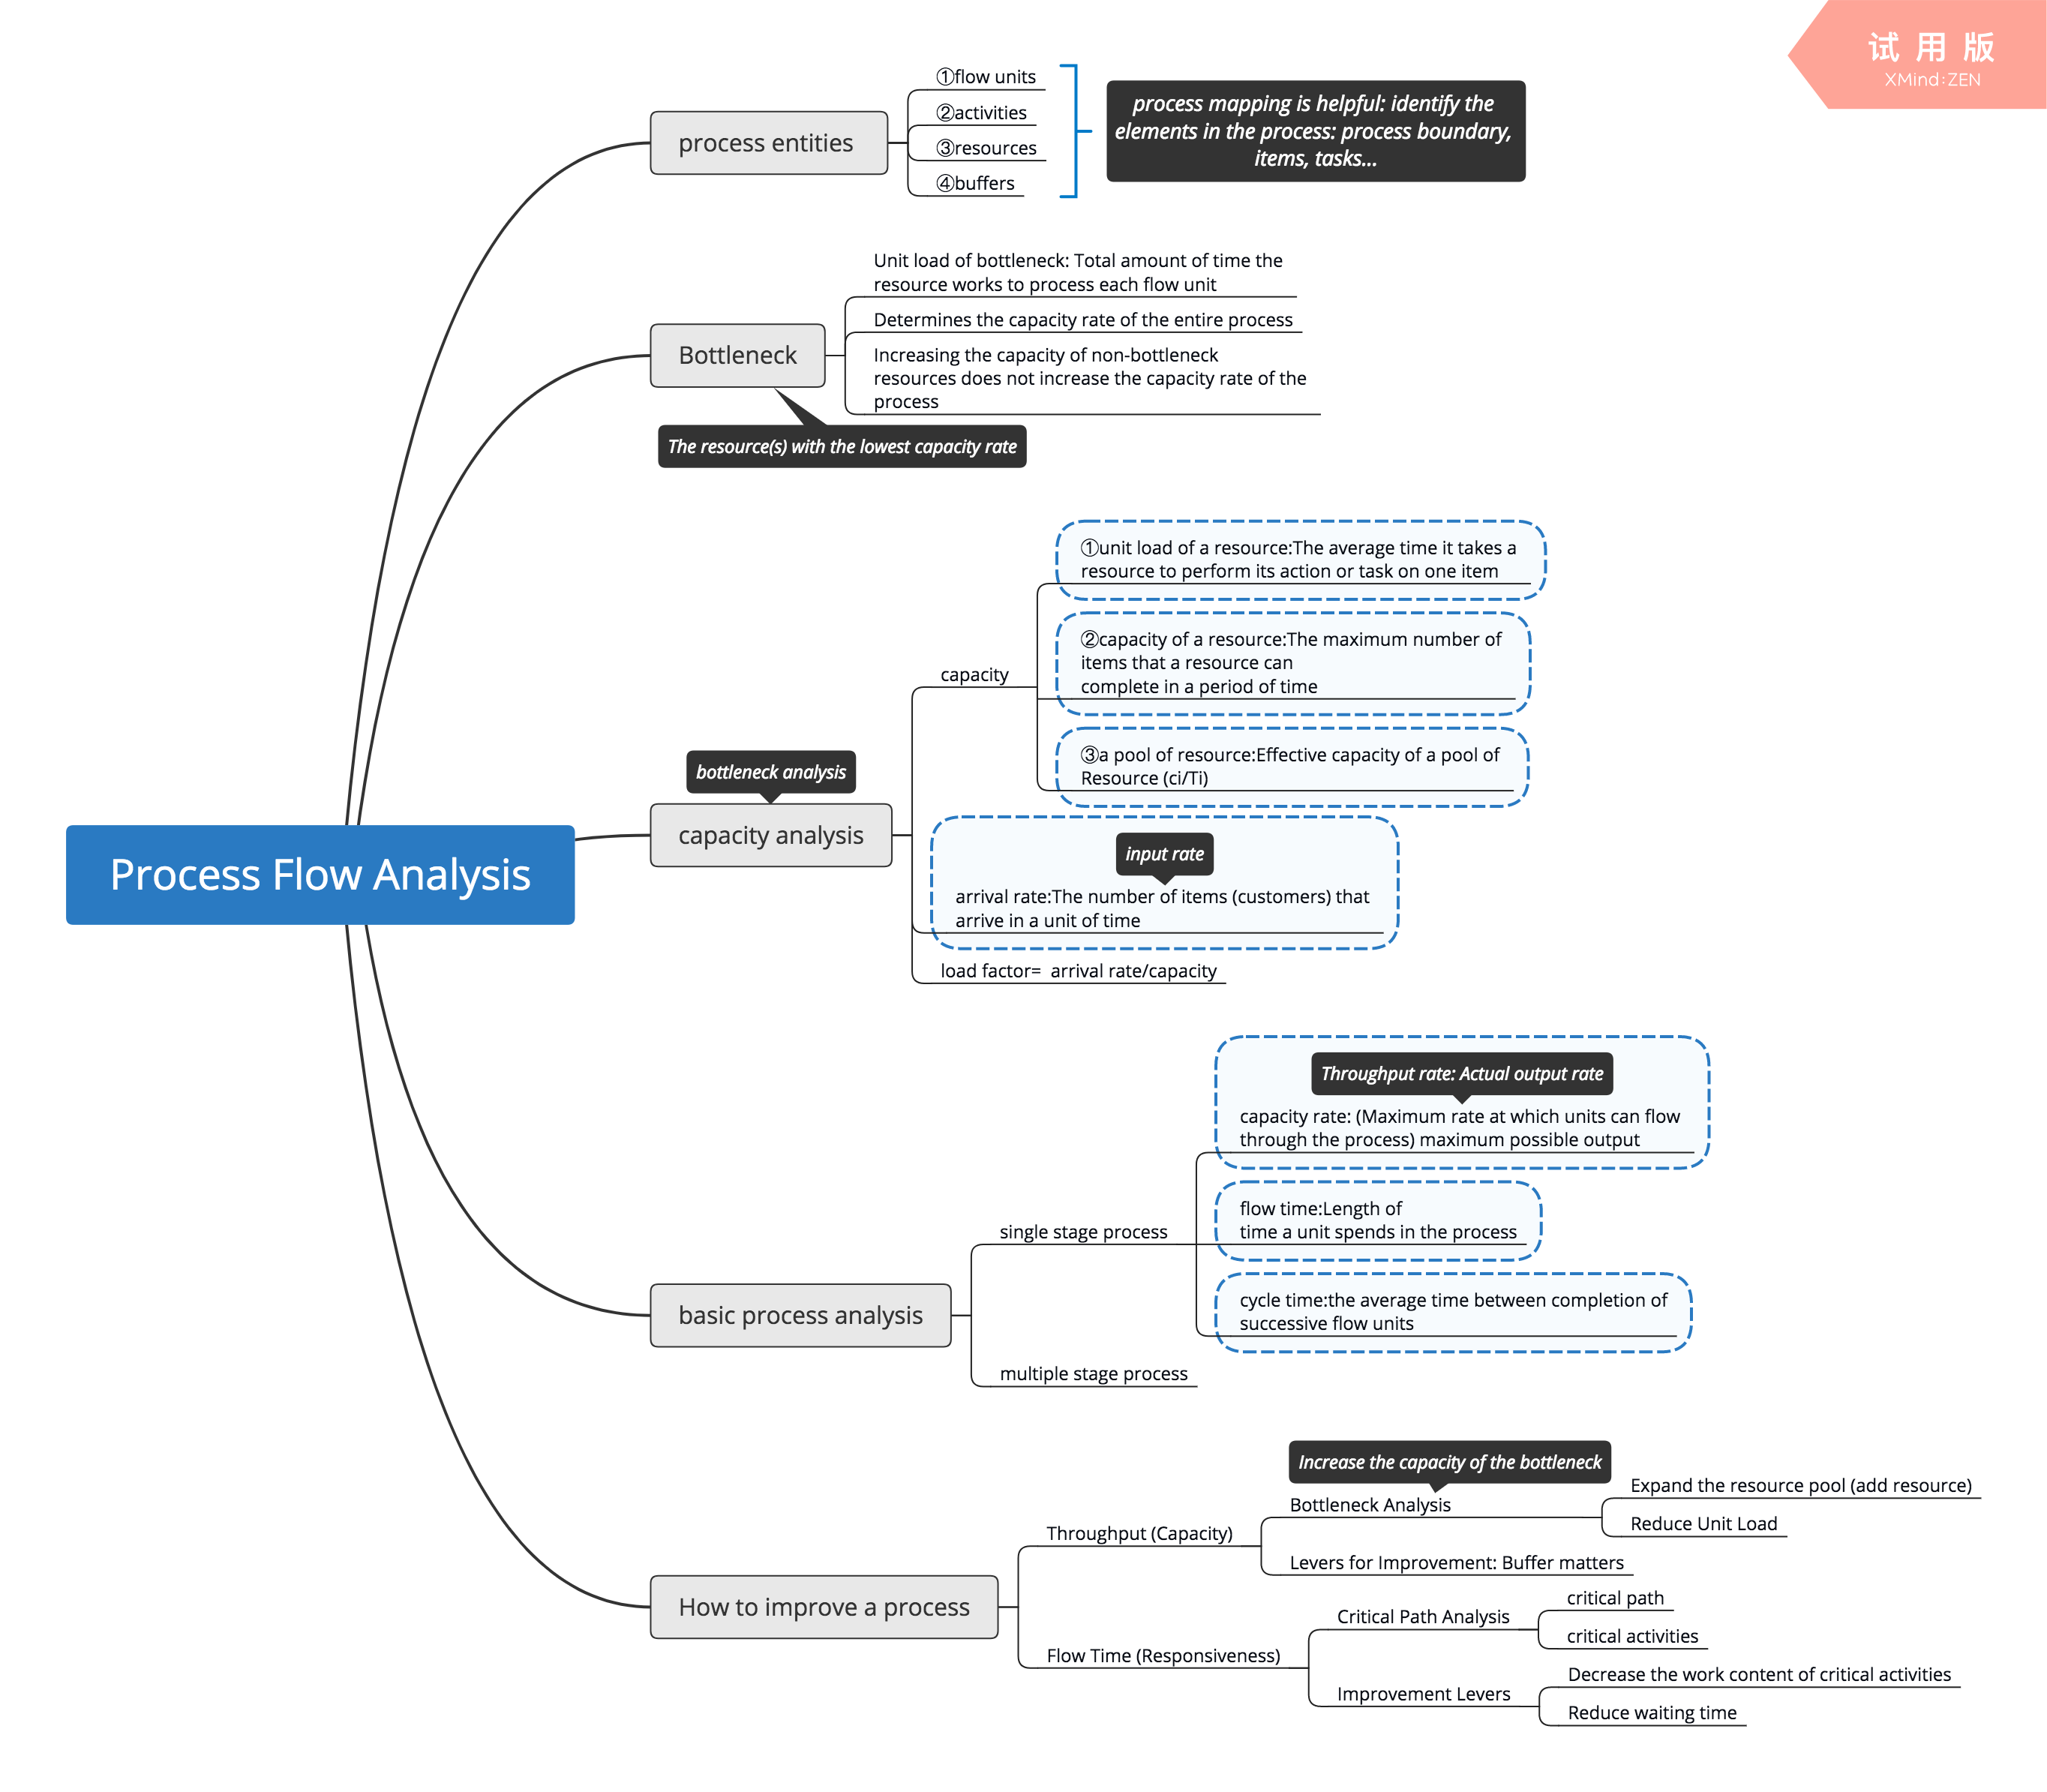 试用版
XMind:ZEN
Process Flow Analysis
process entities
①flow units
②activities
③resources
④buffers
process mapping is helpful: identify the
elements in the process: process boundary,
items, tasks...
Bottleneck
The resource(s) with the lowest capacity rate
Unit load of bottleneck: Total amount of time the
resource works to process each flow unit
Determines the capacity rate of the entire process
Increasing the capacity of non-bottleneck
resources does not increase the capacity rate of the
process
bottleneck analysis
capacity analysis
capacity
①unit load of a resource:The average time it takes a
resource to perform its action or task on one item
②capacity of a resource:The maximum number of
items that a resource can
complete in a period of time
③a pool of resource:Effective capacity of a pool of
Resource (ci/Ti)
input rate
arrival rate:The number of items (customers) that
arrive in a unit of time
load factor=  arrival rate/capacity
basic process analysis
single stage process
Throughput rate: Actual output rate
capacity rate: (Maximum rate at which units can flow
through the process) maximum possible output
flow time:Length of
time a unit spends in the process
cycle time:the average time between completion of
successive flow units
multiple stage process
How to improve a process
Throughput (Capacity)
Increase the capacity of the bottleneck
Bottleneck Analysis
Expand the resource pool (add resource)
Reduce Unit Load
Levers for Improvement: Buffer matters
Flow Time (Responsiveness)
Critical Path Analysis
critical path
critical activities
Improvement Levers
Decrease the work content of critical activities
Reduce waiting time